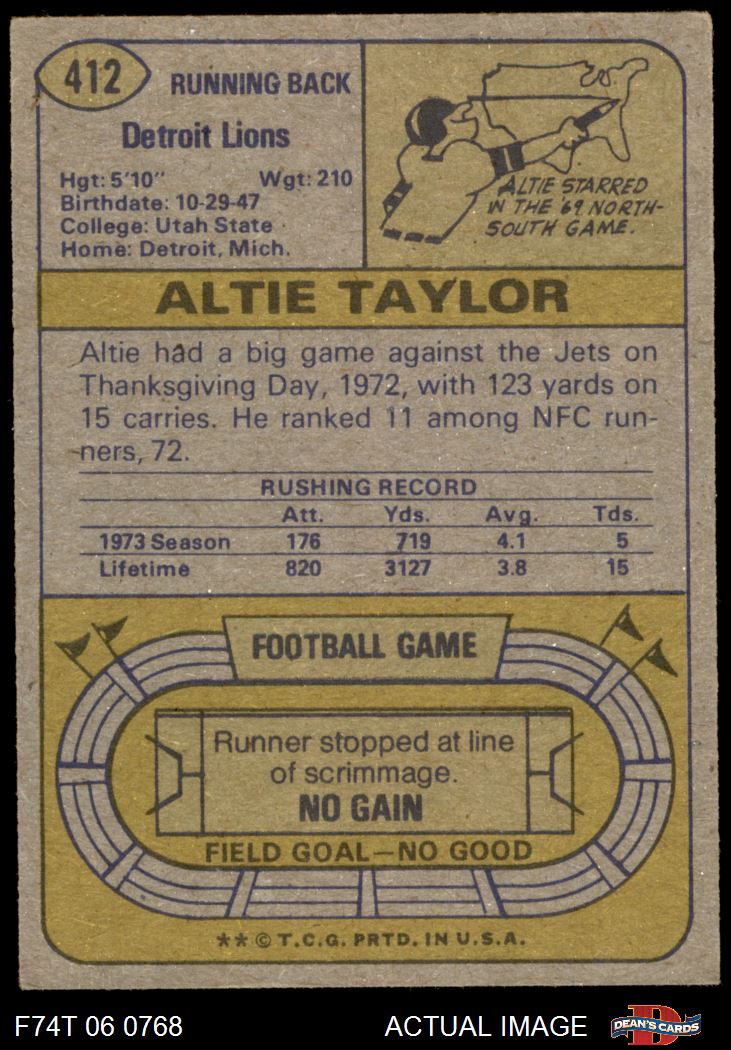 412
RUNNING BACK
Detroit Lions
Hgt: 5'10" Wgt: 210
Birthdate: 10-29-47
College: Utah State
Home: Detroit, Mich.
ALTIE STARRED
IN THE '69 NORTH-
SOUTH GAME.
ALTIE TAYLOR
Altie had a big game against the Jets on
Thanksgiving Day, 1972, with 123 yards on
15 carries. He ranked 11 among NFC run-
ners, 72.
RUSHING RECORD
Att. Yds. Avg. Tds.
1973 Season 176 719 4.1 5
Lifetime 820 3127 3.8 15
FOOTBALL GAME
Runner stopped at line
of scrimmage.
NO GAIN
FIELD GOAL—NO GOOD
** © T.C.G. PRTD. IN U.S.A.
F74T 06 0768 ACTUAL IMAGE
D
DEAN'S CARDS